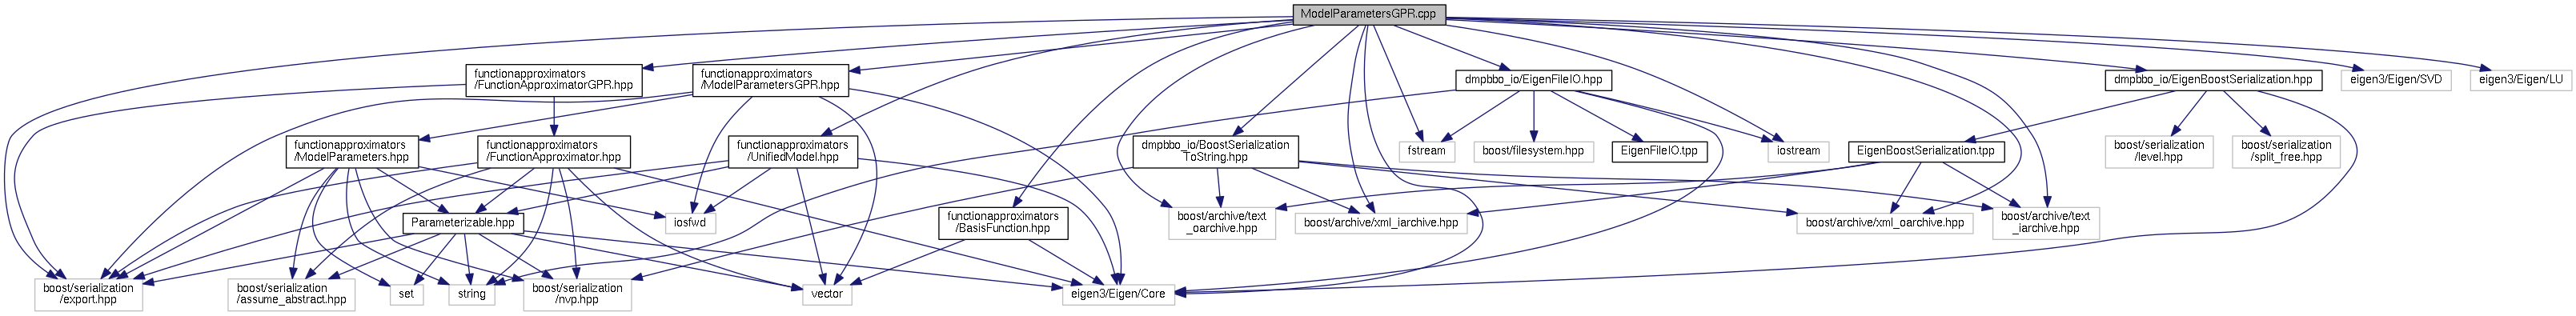 ModelParametersGPR.cpp
functionapproximators
/FunctionApproximatorGPR.hpp
functionapproximators
/ModelParametersGPR.hpp
dmpbbo_io/EigenFileIO.hpp
dmpbbo_io/EigenBoostSerialization.hpp
eigen3/Eigen/SVD
eigen3/Eigen/LU
functionapproximators
/ModelParameters.hpp
functionapproximators
/FunctionApproximator.hpp
functionapproximators
/UnifiedModel.hpp
dmpbbo_io/BoostSerialization
ToString.hpp
fstream
boost/filesystem.hpp
EigenFileIO.tpp
iostream
EigenBoostSerialization.tpp
boost/serialization
/level.hpp
boost/serialization
/split_free.hpp
Parameterizable.hpp
iosfwd
functionapproximators
/BasisFunction.hpp
boost/archive/text
_oarchive.hpp
boost/archive/xml_iarchive.hpp
boost/archive/xml_oarchive.hpp
boost/archive/text
_iarchive.hpp
boost/serialization
/export.hpp
boost/serialization
/assume_abstract.hpp
set
string
boost/serialization
/nvp.hpp
vector
eigen3/Eigen/Core